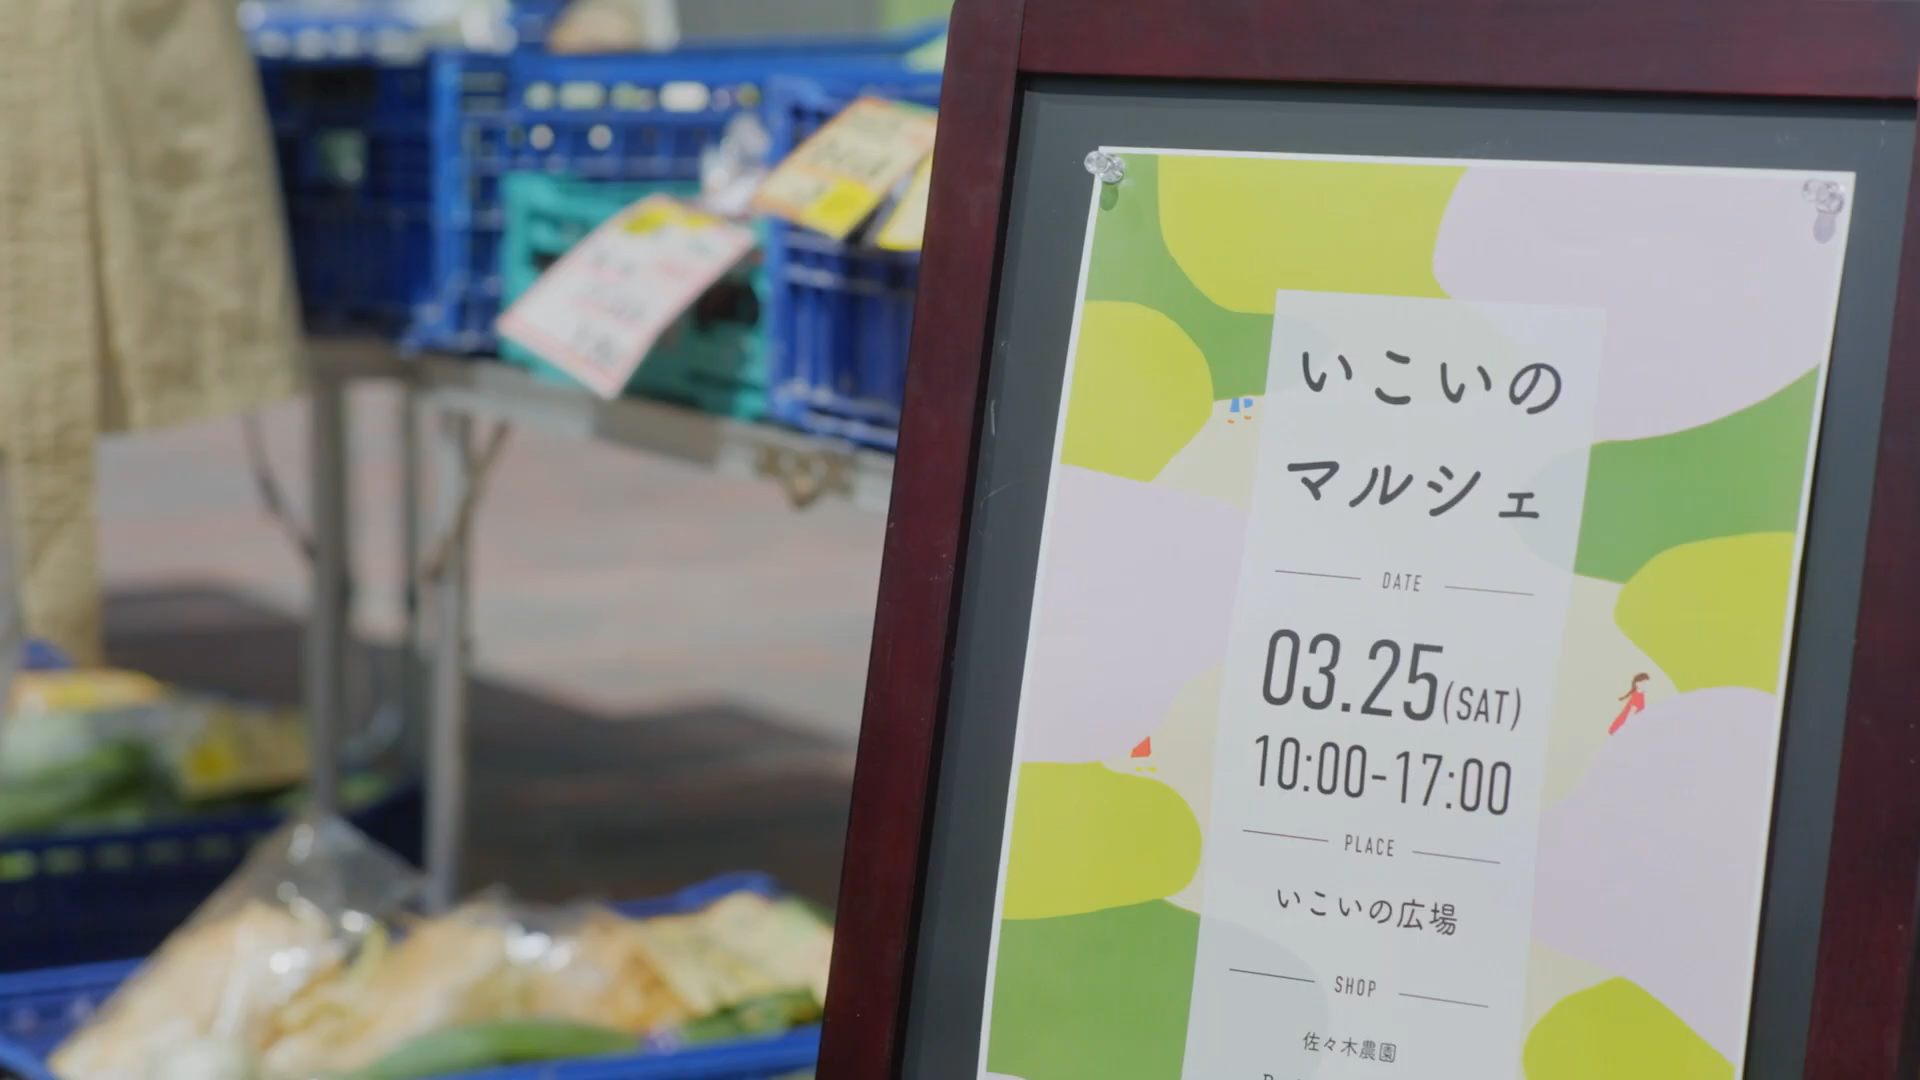 いこいの
マルシェ
DATE
03.25(SAT)
10:00-17:00
PLACE
いこいの広場
SHOP
佐々木農園